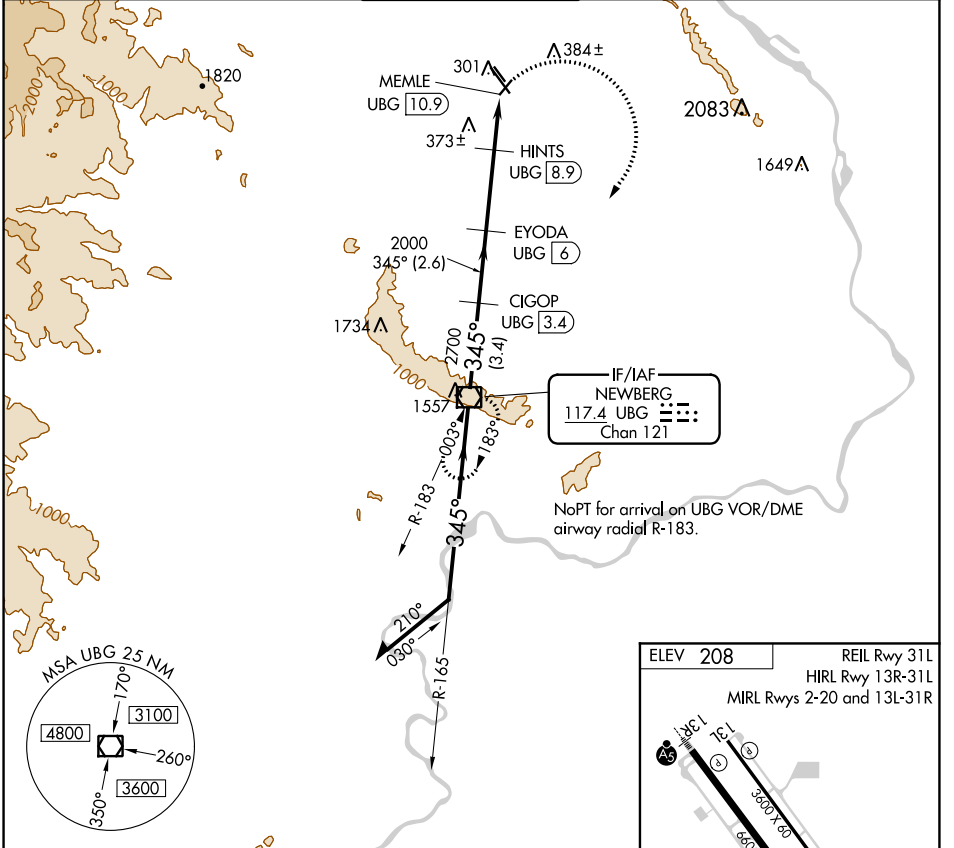 1820
2000
1000
MEMLE
UBG 10.9
301
384±
373±
HINTS
UBG 8.9
2083
1649
EYODA
UBG 6
2000
345° (2.6)
CIGOP
UBG 3.4
1734
1000
2700
345°
(3.4)
1557
IF/IAF
NEWBERG
117.4 UBG
Chan 121
003°
183°
R-183
345°
NoPT for arrival on UBG VOR/DME
airway radial R-183.
1000
210°
030°
R-165
MSA UBG 25 NM
170°
3100
4800
260°
350°
3600
ELEV 208
REIL Rwy 31L
HIRL Rwy 13R-31L
MIRL Rwys 2-20 and 13L-31R
13R
13L
A5
P
P
3600 X 60
660